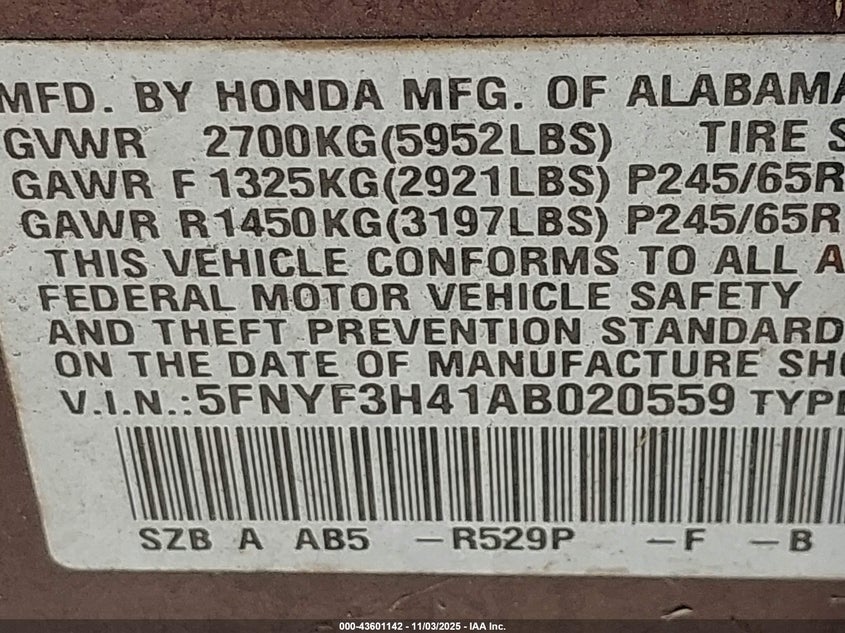 MFD. BY HONDA MFG. OF ALABAMA
GVWR 2700KG(5952LBS) TIRE S
GAWR F 1325KG(2921LBS) P245/65R
GAWR R1450KG(3197LBS) P245/65R
THIS VEHICLE CONFORMS TO ALL A
FEDERAL MOTOR VEHICLE SAFETY
AND THEFT PREVENTION STANDARD
ON THE DATE OF MANUFACTURE SHO
V.I.N.:5FNYF3H41AB020559 TYPE
SZB A AB5 -R529P -F -B
000-43601142 - 11/03/2025 - IAA Inc.